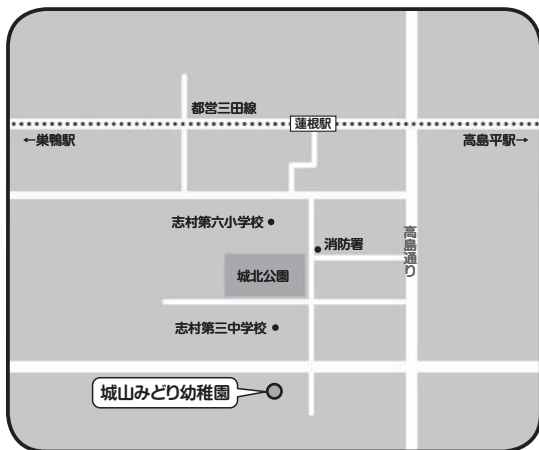 都営三田線
蓮根駅
←巣鴨駅
高島平駅→
志村第六小学校
消防署
高島通り
城北公園
志村第三中学校
城山みどり幼稚園